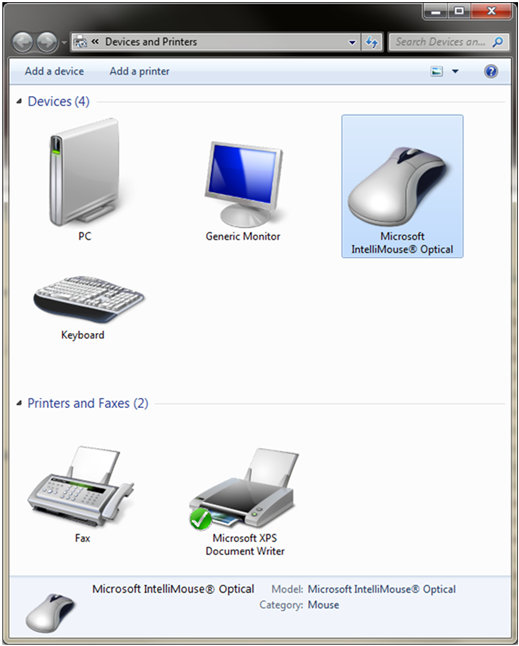 « Devices and Printers
Search Devices an...
Add a device
Add a printer
Devices (4)
PC
Generic Monitor
Microsoft
IntelliMouse® Optical
Keyboard
Printers and Faxes (2)
Fax
Microsoft XPS
Document Writer
Microsoft IntelliMouse® Optical
Model: Microsoft IntelliMouse® Optical
Category: Mouse